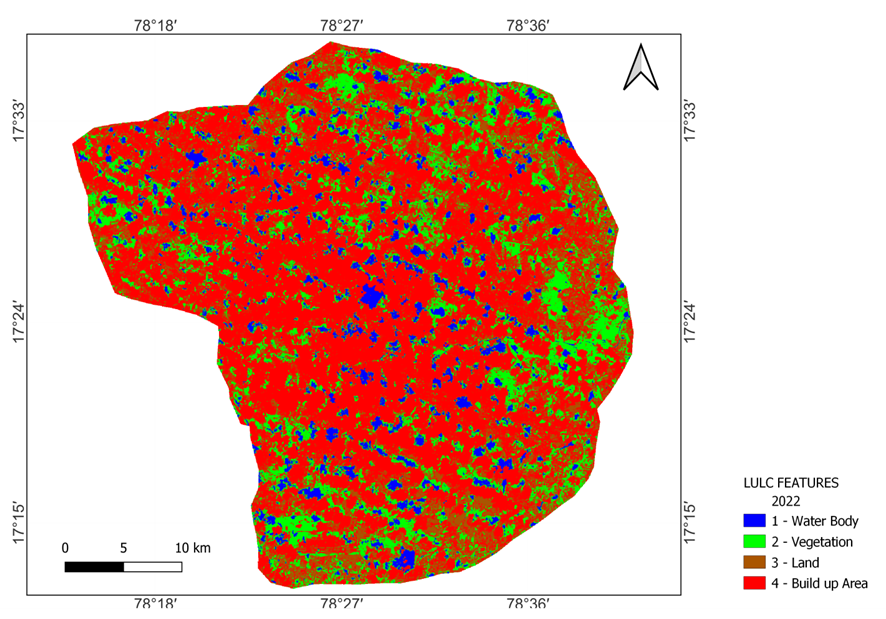 78°18′ 78°27′ 78°36′
17°33′ 17°33′
17°24′ 17°24′
17°15′ 17°15′
LULC FEATURES
2022
1 - Water Body
2 - Vegetation
3 - Land
4 - Build up Area
0 5 10 km
78°18′ 78°27′ 78°36′